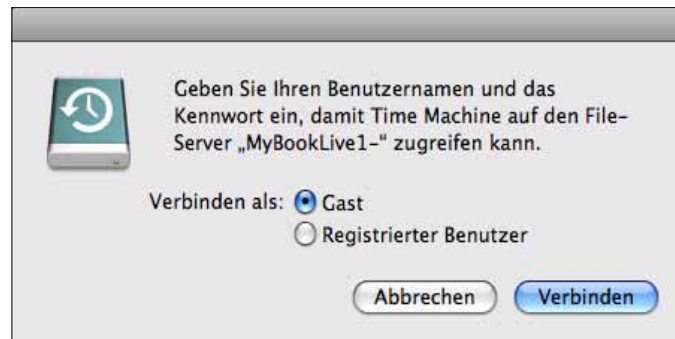 Geben Sie Ihren Benutzernamen und das
Kennwort ein, damit Time Machine auf den File-
Server „MyBookLive1-“ zugreifen kann.
Verbinden als: Gast
Registrierter Benutzer
Abbrechen Verbinden